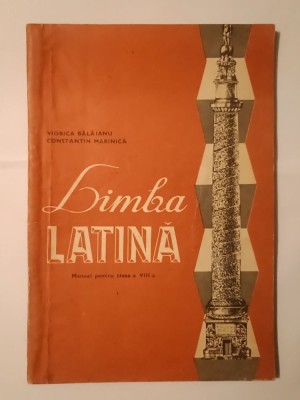 VIORICA BĂLĂIANU
CONSTANTIN MARINICĂ
Limba
LATINĂ
Manual pentru clasa a VIII-a